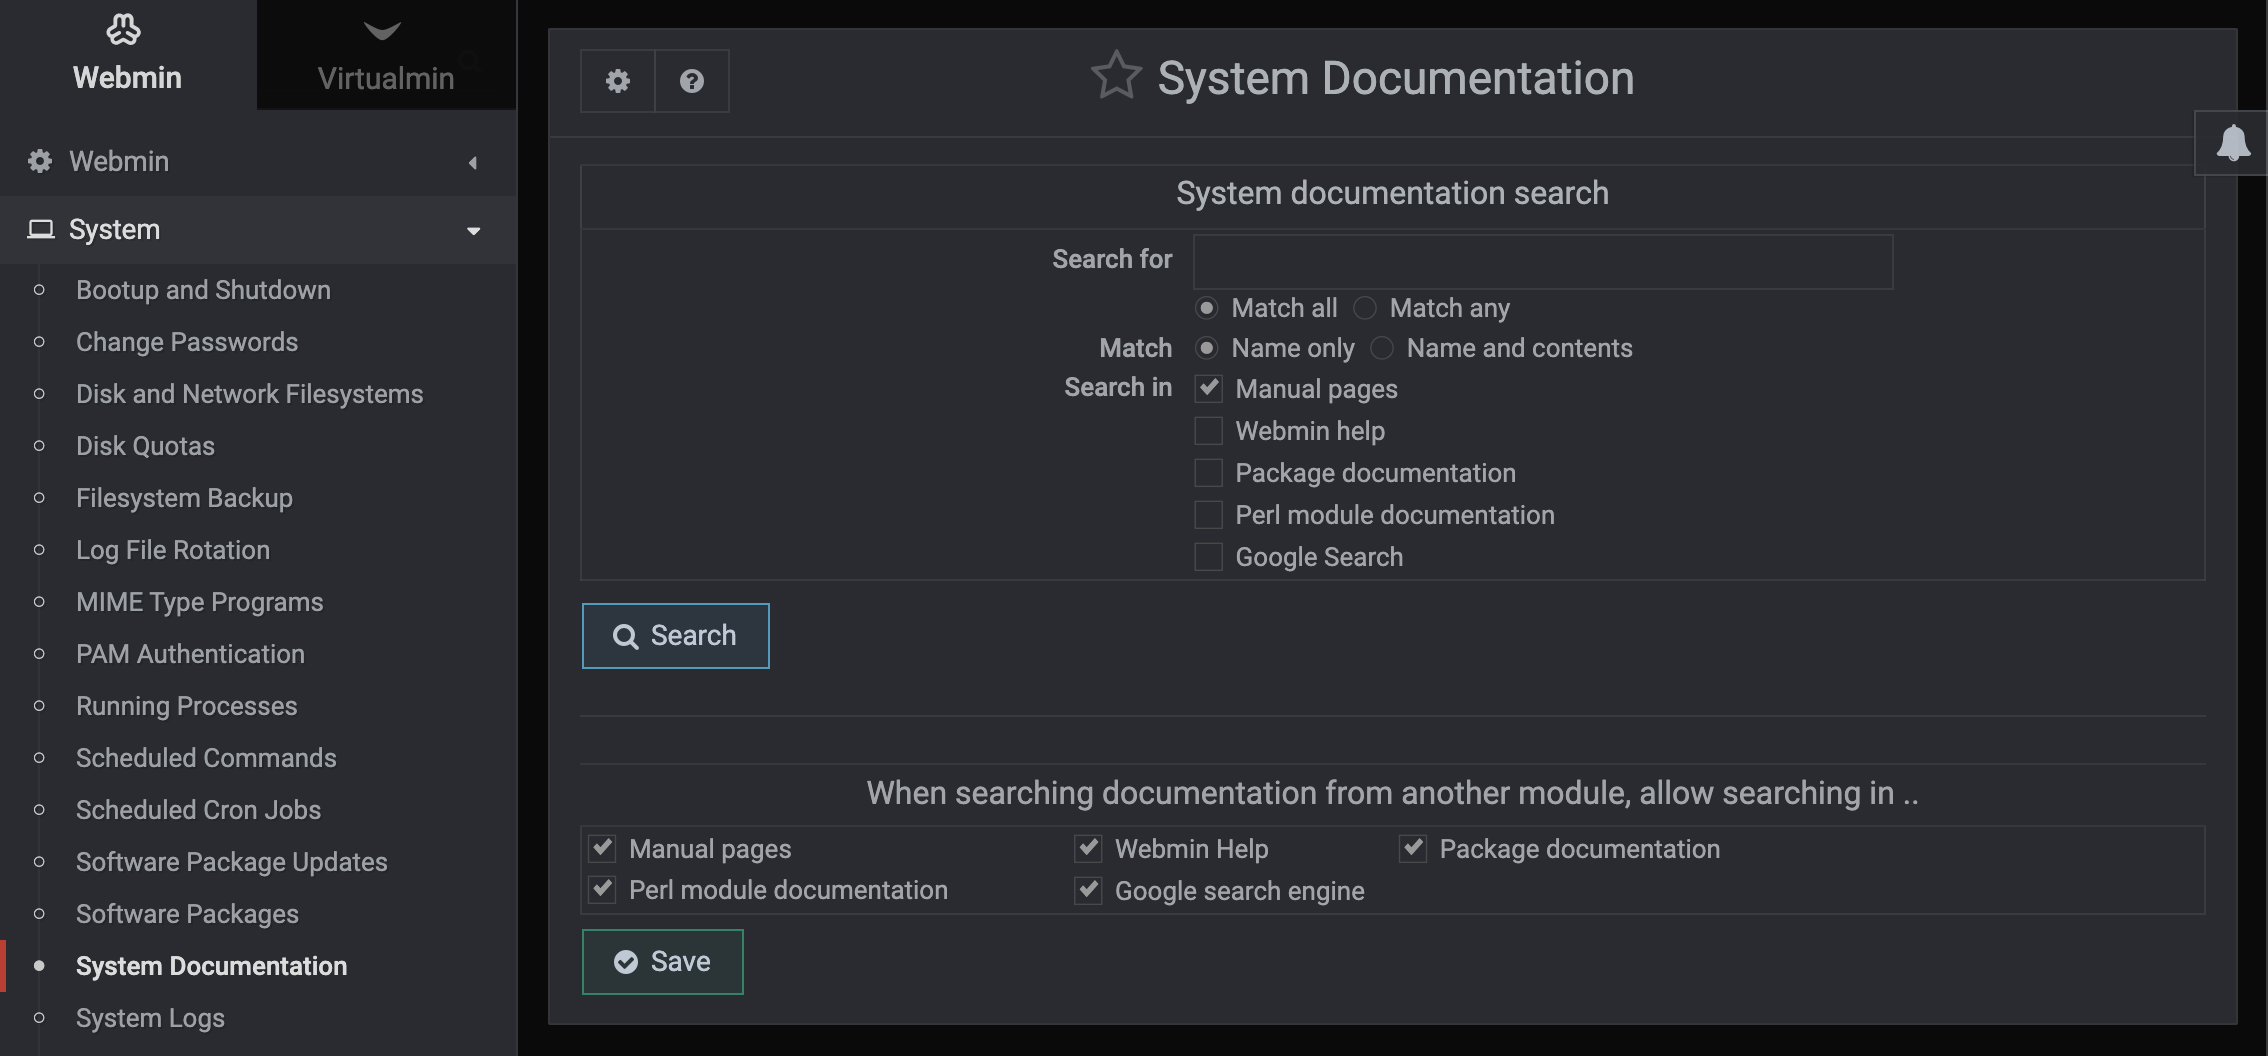 Webmin
Virtualmin
Webmin
System
Bootup and Shutdown
Change Passwords
Disk and Network Filesystems
Disk Quotas
Filesystem Backup
Log File Rotation
MIME Type Programs
PAM Authentication
Running Processes
Scheduled Commands
Scheduled Cron Jobs
Software Package Updates
Software Packages
System Documentation
System Logs
System Documentation
System documentation search
Search for
Match all Match any
Match Name only Name and contents
Search in Manual pages
Webmin help
Package documentation
Perl module documentation
Google Search
Search
When searching documentation from another module, allow searching in ..
Manual pages Webmin Help Package documentation
Perl module documentation Google search engine
Save